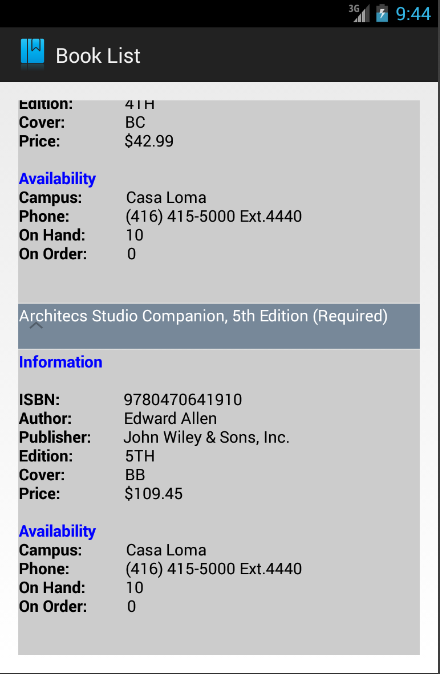 3G 9:44
Book List
Edition: 4TH
Cover: BC
Price: $42.99
Availability
Campus: Casa Loma
Phone: (416) 415-5000 Ext.4440
On Hand: 10
On Order: 0
Architecs Studio Companion, 5th Edition (Required)
Information
ISBN: 9780470641910
Author: Edward Allen
Publisher: John Wiley & Sons, Inc.
Edition: 5TH
Cover: BB
Price: $109.45
Availability
Campus: Casa Loma
Phone: (416) 415-5000 Ext.4440
On Hand: 10
On Order: 0